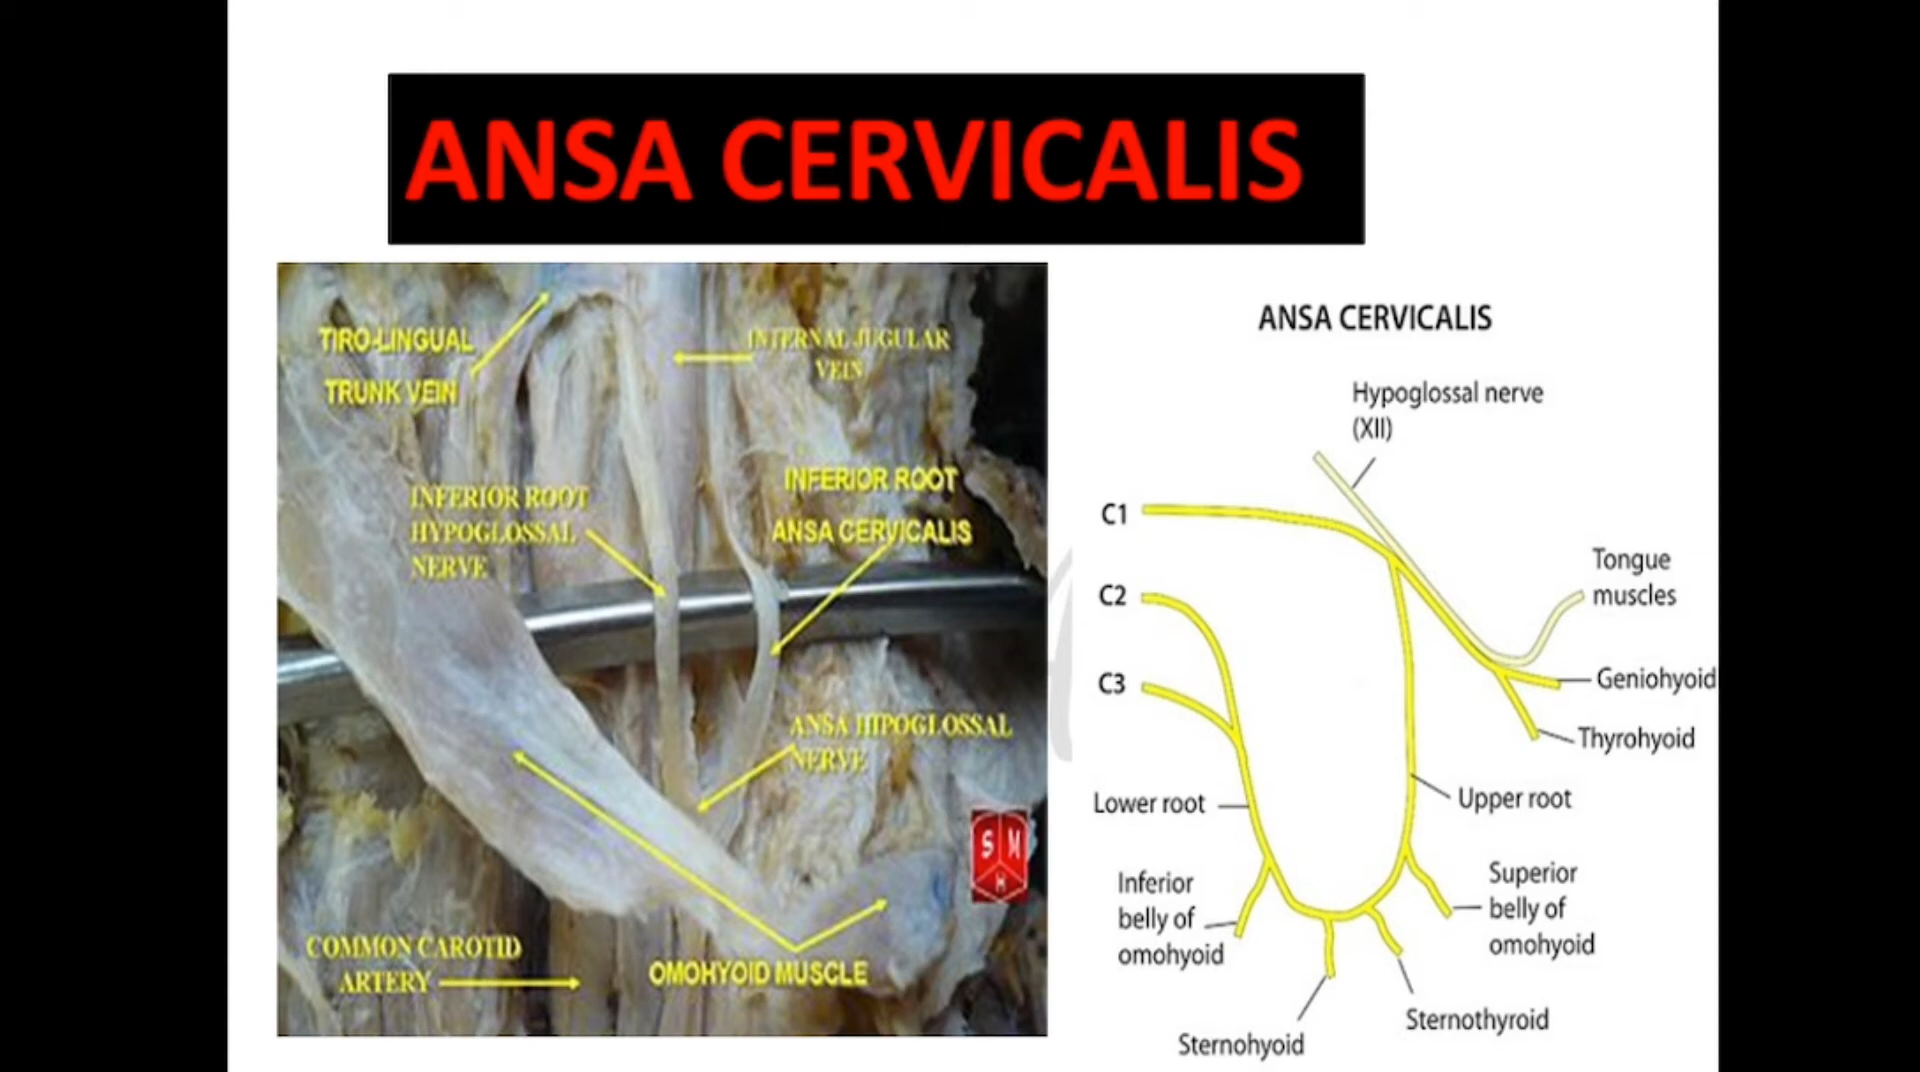 ANSA CERVICALIS
TIRO-LINGUAL
TRUNK VEIN
INTERNAL JUGULAR
VEIN
INFERIOR ROOT
HYPOGLOSSAL
NERVE
INFERIOR ROOT
ANSA CERVICALIS
ANSA HIPOGLOSSAL
NERVE
S M
H
COMMON CAROTID
ARTERY
OMOHYOID MUSCLE
ANSA CERVICALIS
Hypoglossal nerve
(XII)
C1
C2
C3
Tongue
muscles
Geniohyoid
Thyrohyoid
Lower root
Upper root
Inferior
belly of
omohyoid
Superior
belly of
omohyoid
Sternothyroid
Sternohyoid